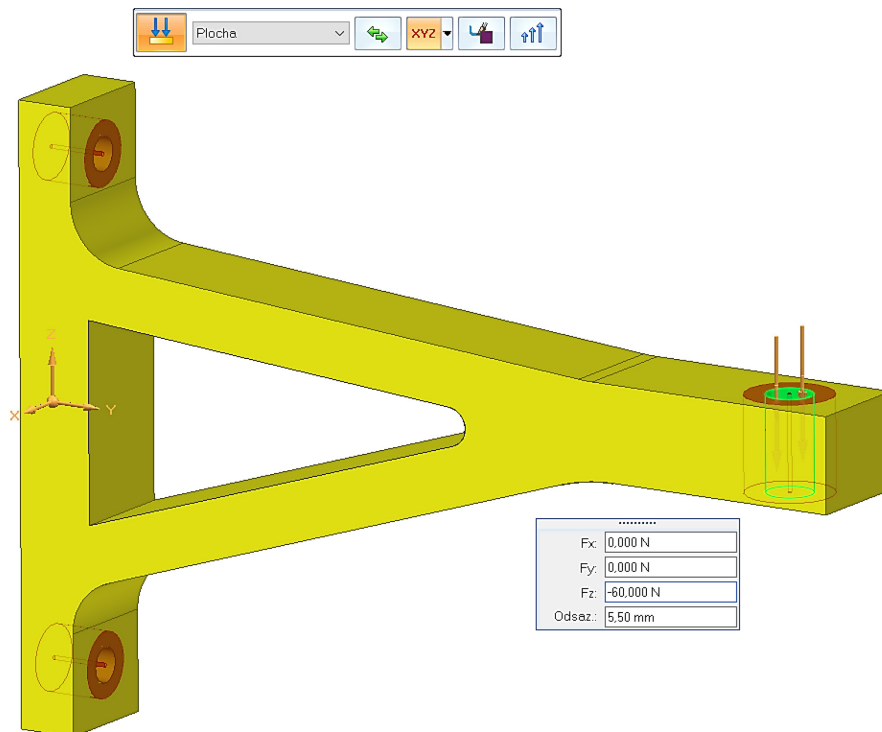 Plocha
XYZ
Z
X
Y
Fx: 0,000 N
Fy: 0,000 N
Fz: -60,000 N
Odsaz.: 5,50 mm